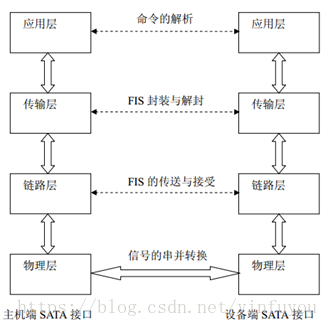 应用层 命令的解析 应用层
传输层 FIS 封装与解封 传输层
链路层 FIS 的传送与接受 链路层
物理层 信号的串并转换 物理层
https://blog.csdn.net/yinfuyou
主机端 SATA 接口 设备端 SATA 接口